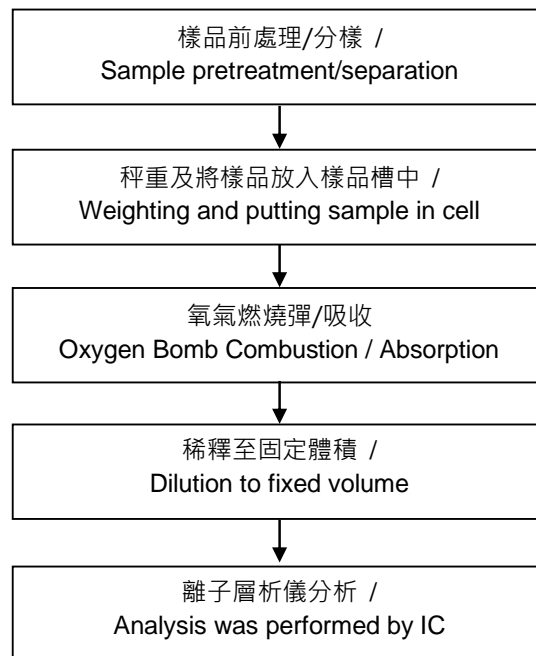 樣品前處理/分樣 /
Sample pretreatment/separation
秤重及將樣品放入樣品槽中 /
Weighting and putting sample in cell
氧氣燃燒彈/吸收
Oxygen Bomb Combustion / Absorption
稀釋至固定體積 /
Dilution to fixed volume
離子層析儀分析 /
Analysis was performed by IC